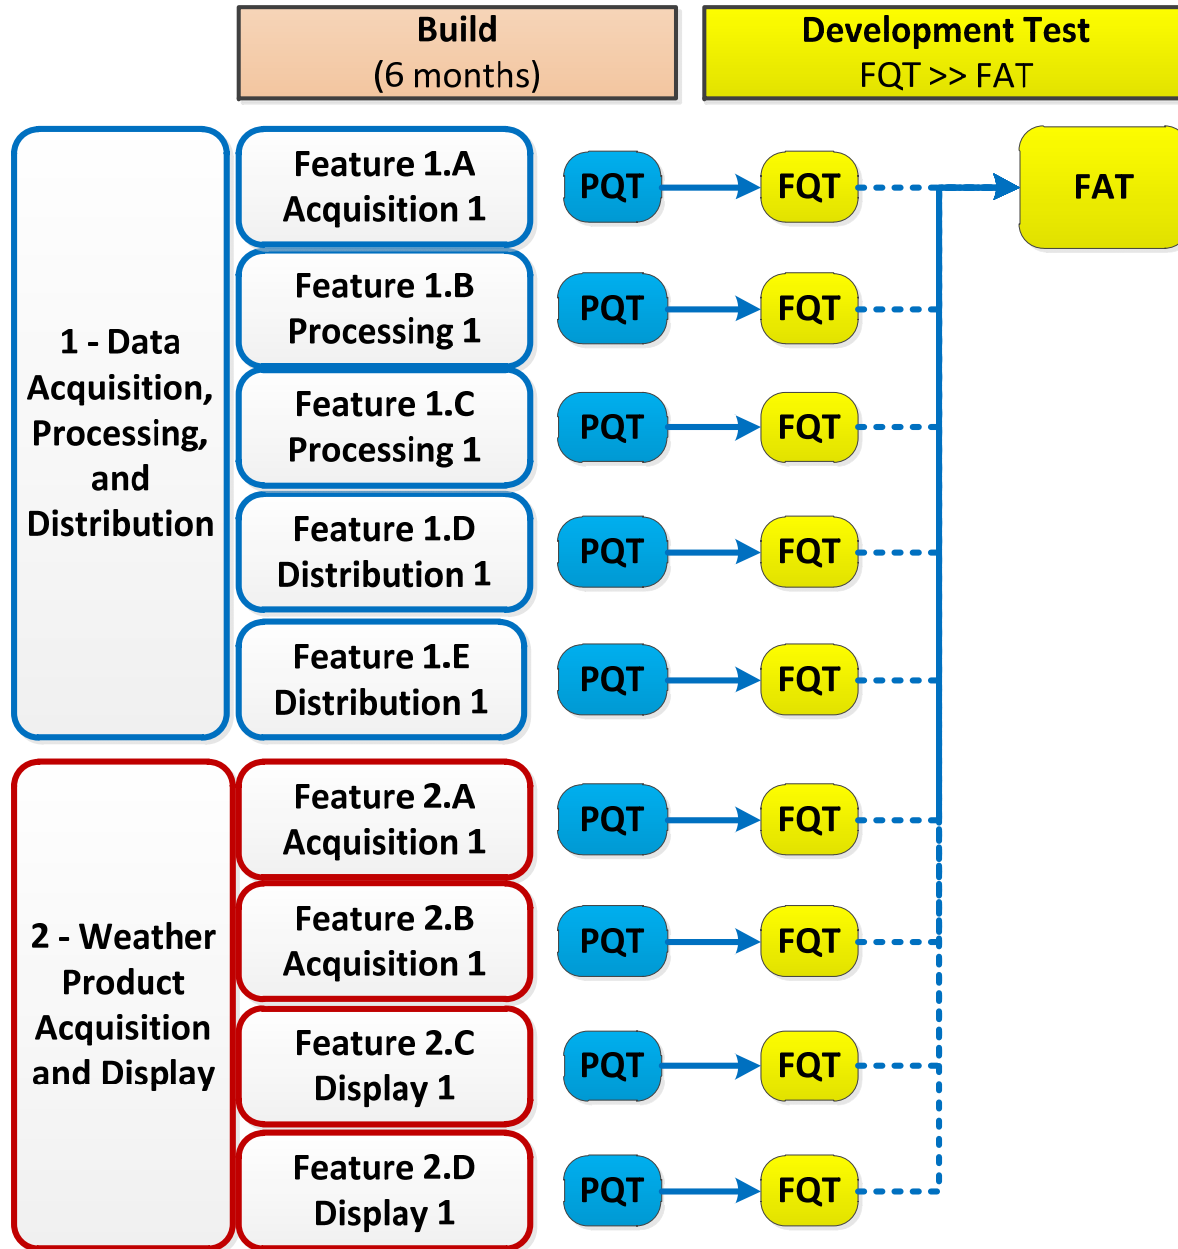 Build
(6 months)
Development Test
FQT >> FAT
1 - Data
Acquisition,
Processing,
and
Distribution
Feature 1.A
Acquisition 1
PQT
FQT
FAT
Feature 1.B
Processing 1
PQT
FQT
Feature 1.C
Processing 1
PQT
FQT
Feature 1.D
Distribution 1
PQT
FQT
Feature 1.E
Distribution 1
PQT
FQT
2 - Weather
Product
Acquisition
and Display
Feature 2.A
Acquisition 1
PQT
FQT
Feature 2.B
Acquisition 1
PQT
FQT
Feature 2.C
Display 1
PQT
FQT
Feature 2.D
Display 1
PQT
FQT